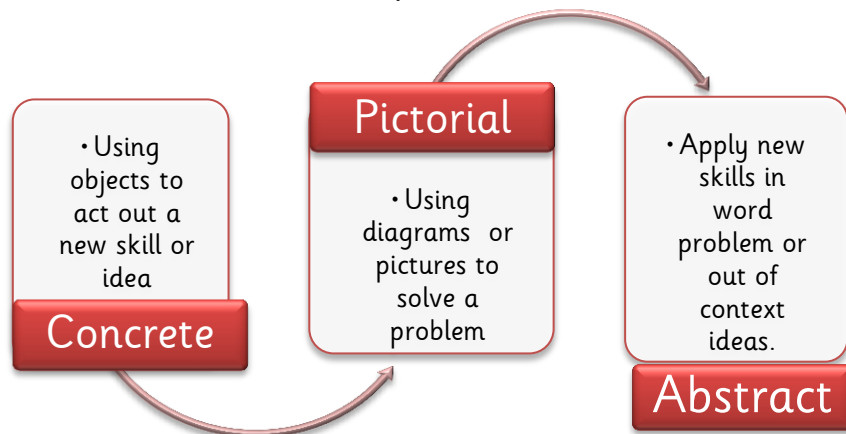 • Using
objects to
act out a
new skill or
idea
Concrete
Pictorial
• Using
diagrams or
pictures to
solve a
problem
• Apply new
skills in
word
problem or
out of
context
ideas.
Abstract